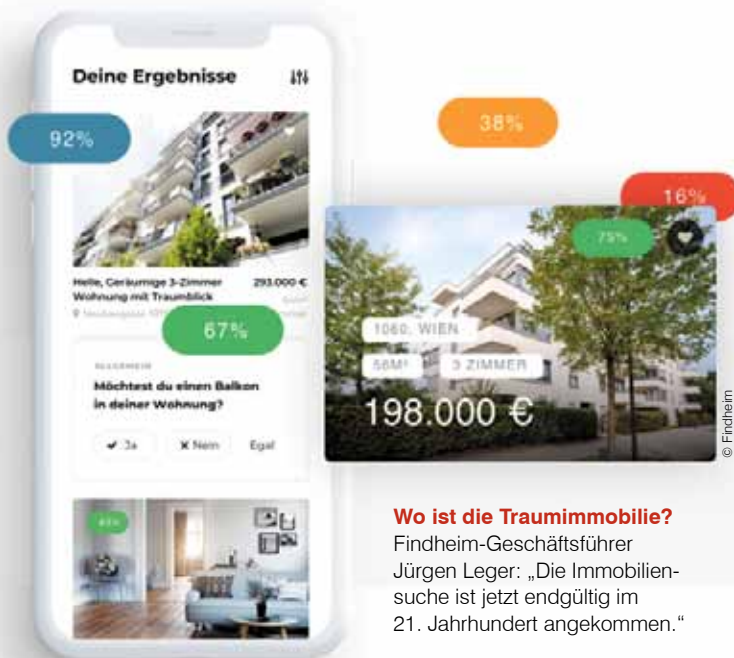 Deine Ergebnisse
92%
38%
16%
75%
Helle, Geräumige 3-Zimmer
Wohnung mit Traumblick
293.000 €
67%
ALLGEMEIN
Möchtest du einen Balkon
in deiner Wohnung?
Ja
Nein
Egal
1060, WIEN
56M²
3 ZIMMER
198.000 €
© Findheim
Wo ist die Traumimmobilie?
Findheim-Geschäftsführer
Jürgen Leger: „Die Immobilien-
suche ist jetzt endgültig im
21. Jahrhundert angekommen.“